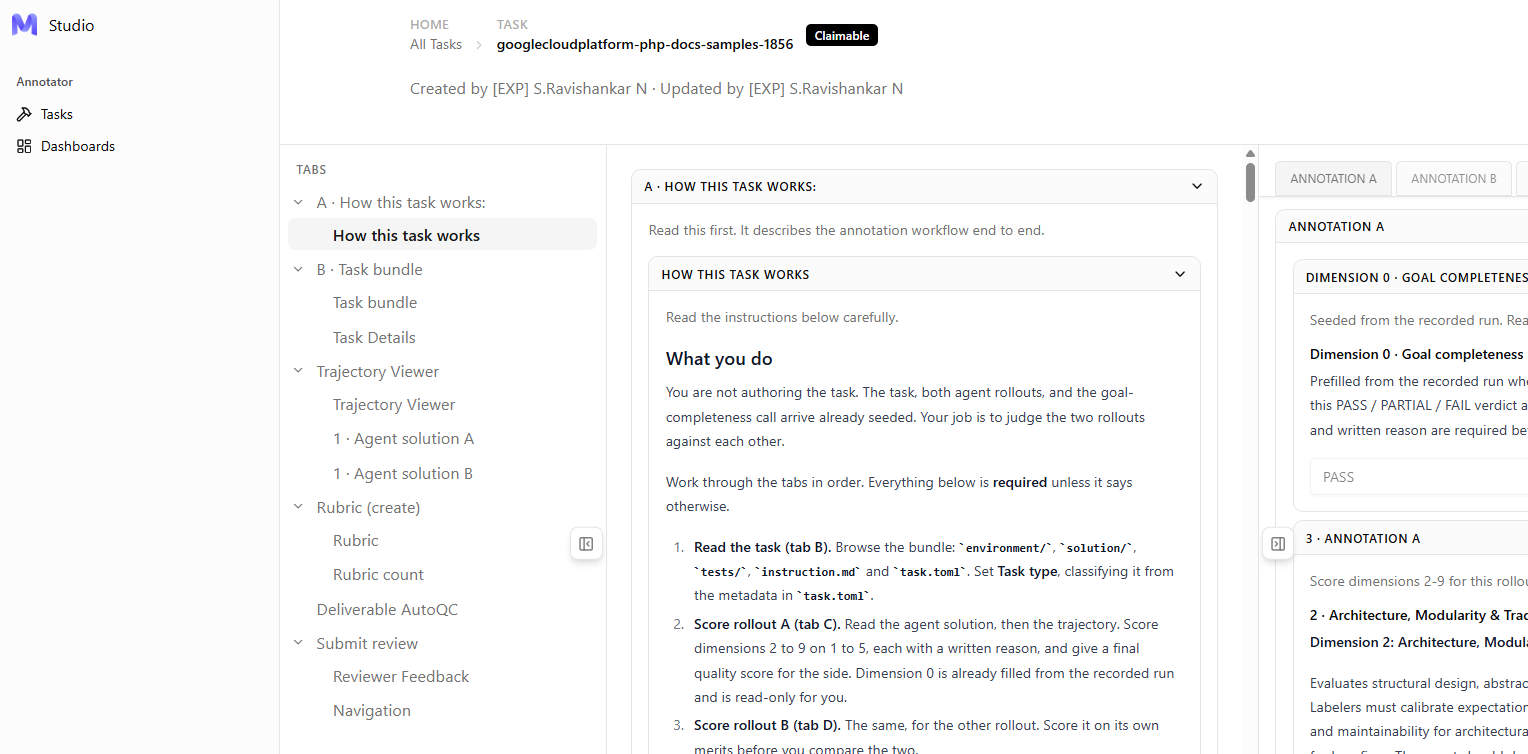 Studio
Annotator
Tasks
Dashboards
HOME
All Tasks
TASK
googlecloudplatform-php-docs-samples-1856
Claimable
Created by [EXP] S.Ravishankar N · Updated by [EXP] S.Ravishankar N
TABS
A · How this task works:
How this task works
B · Task bundle
Task bundle
Task Details
Trajectory Viewer
Trajectory Viewer
1 · Agent solution A
1 · Agent solution B
Rubric (create)
Rubric
Rubric count
Deliverable AutoQC
Submit review
Reviewer Feedback
Navigation
A · HOW THIS TASK WORKS:
Read this first. It describes the annotation workflow end to end.
HOW THIS TASK WORKS
Read the instructions below carefully.
What you do
You are not authoring the task. The task, both agent rollouts, and the goal-
completeness call arrive already seeded. Your job is to judge the two rollouts
against each other.
Work through the tabs in order. Everything below is required unless it says
otherwise.
1. Read the task (tab B). Browse the bundle: `environment/`, `solution/`,
`tests/`, `instruction.md` and `task.toml`. Set Task type, classifying it from
the metadata in `task.toml`.
2. Score rollout A (tab C). Read the agent solution, then the trajectory. Score
dimensions 2 to 9 on 1 to 5, each with a written reason, and give a final
quality score for the side. Dimension 0 is already filled from the recorded run
and is read-only for you.
3. Score rollout B (tab D). The same, for the other rollout. Score it on its own
merits before you compare the two.
ANNOTATION A
ANNOTATION B
ANNOTATION A
DIMENSION 0 · GOAL COMPLETENES
Seeded from the recorded run. Rea
Dimension 0 · Goal completeness
Prefilled from the recorded run whe
this PASS / PARTIAL / FAIL verdict a
and written reason are required be
PASS
3 · ANNOTATION A
Score dimensions 2-9 for this rollou
2 · Architecture, Modularity & Trad
Dimension 2: Architecture, Modula
Evaluates structural design, abstrac
Labelers must calibrate expectation
and maintainability for architectura